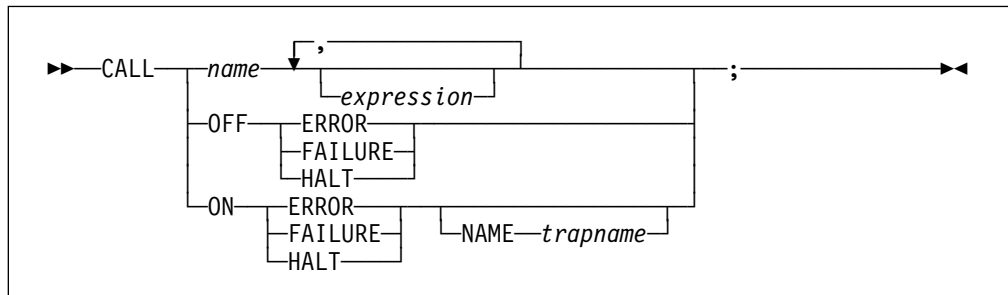 ,
CALL name ;
expression
OFF ERROR
FAILURE
HALT
ON ERROR
FAILURE NAME trapname
HALT